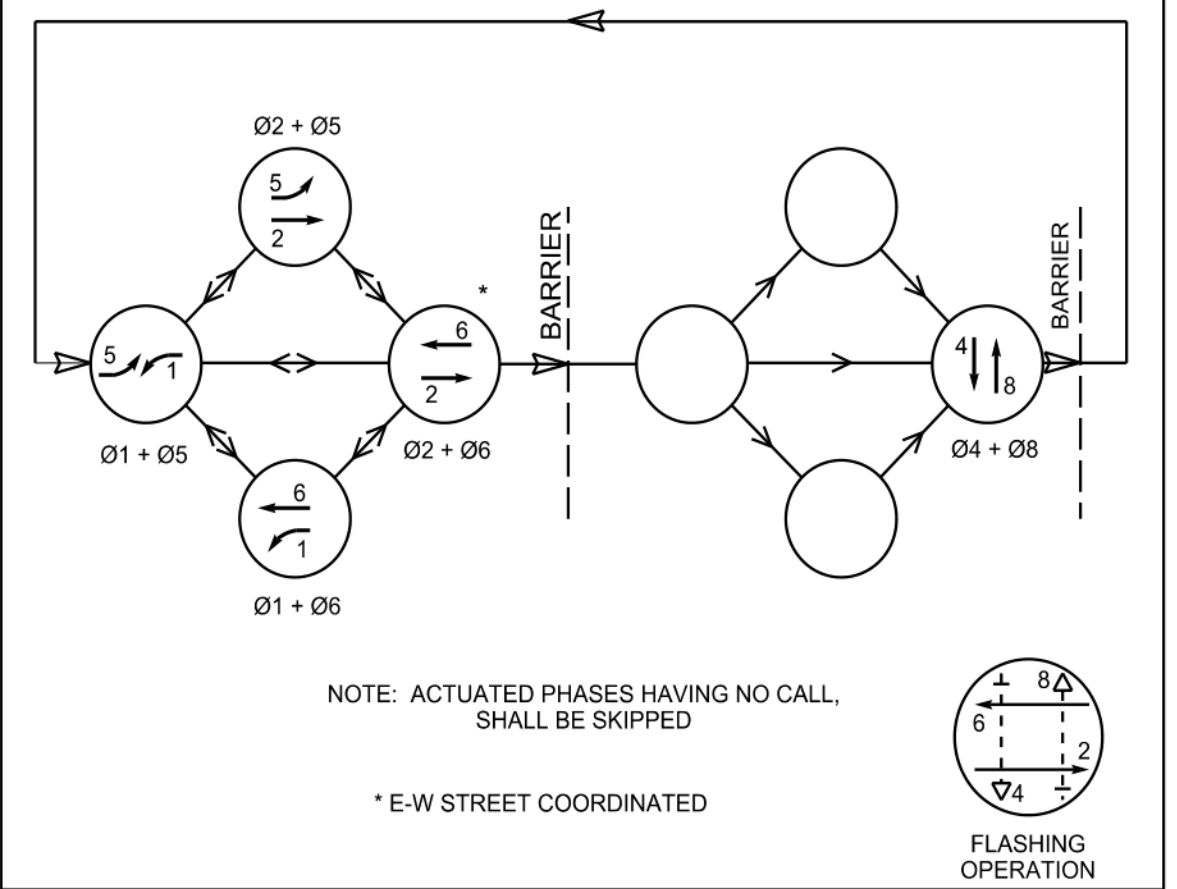 Ø2 + Ø5
5
2
BARRIER
BARRIER
*
5
1
6
2
4
8
Ø1 + Ø5
Ø2 + Ø6
Ø4 + Ø8
6
1
Ø1 + Ø6
NOTE: ACTUATED PHASES HAVING NO CALL,
SHALL BE SKIPPED
* E-W STREET COORDINATED
8
6
2
4
FLASHING
OPERATION